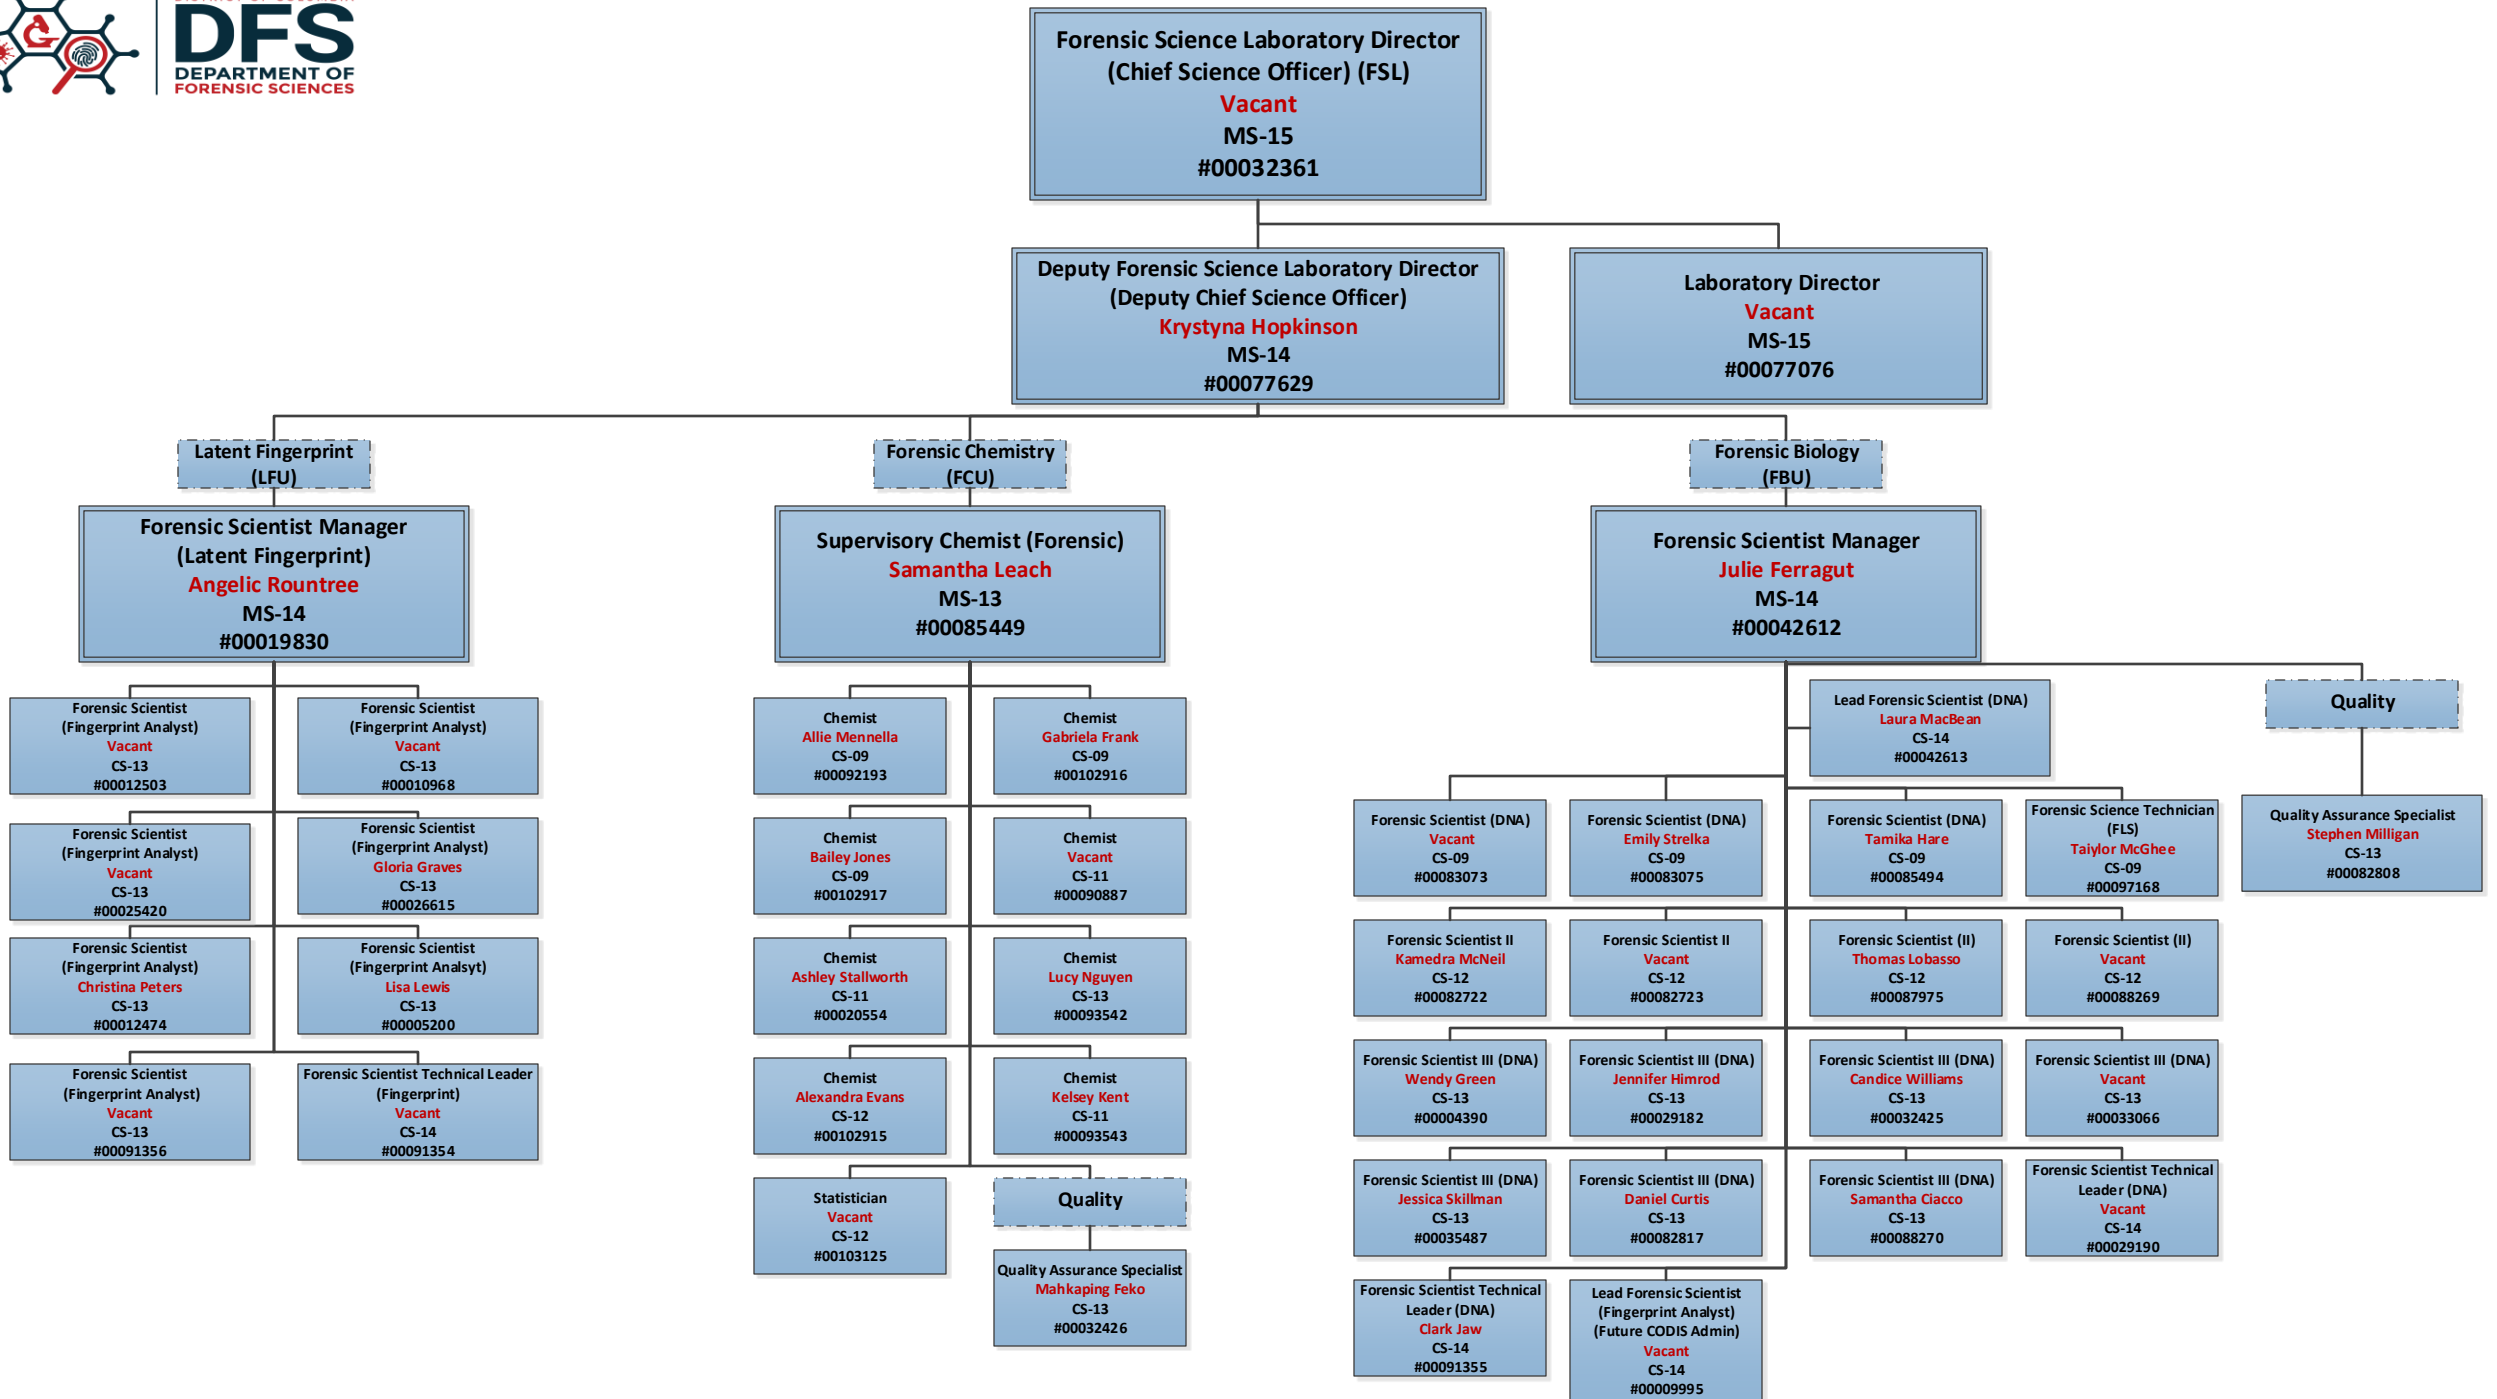 DFS
DEPARTMENT OF
FORENSIC SCIENCES
Forensic Science Laboratory Director
(Chief Science Officer) (FSL)
Vacant
MS-15
#00032361
Deputy Forensic Science Laboratory Director
(Deputy Chief Science Officer)
Krystyna Hopkinson
MS-14
#00077629
Laboratory Director
Vacant
MS-15
#00077076
Latent Fingerprint
(LFU)
Forensic Chemistry
(FCU)
Forensic Biology
(FBU)
Forensic Scientist Manager
(Latent Fingerprint)
Angelic Rountree
MS-14
#00019830
Supervisory Chemist (Forensic)
Samantha Leach
MS-13
#00085449
Forensic Scientist Manager
Julie Ferragut
MS-14
#00042612
Forensic Scientist
(Fingerprint Analyst)
Vacant
CS-13
#00012503
Forensic Scientist
(Fingerprint Analyst)
Vacant
CS-13
#00010968
Forensic Scientist
(Fingerprint Analyst)
Vacant
CS-13
#00025420
Forensic Scientist
(Fingerprint Analyst)
Gloria Graves
CS-13
#00026615
Forensic Scientist
(Fingerprint Analyst)
Christina Peters
CS-13
#00012474
Forensic Scientist
(Fingerprint Analsyt)
Lisa Lewis
CS-13
#00005200
Forensic Scientist
(Fingerprint Analyst)
Vacant
CS-13
#00091356
Forensic Scientist Technical Leader
(Fingerprint)
Vacant
CS-14
#00091354
Chemist
Allie Mennella
CS-09
#00092193
Chemist
Gabriela Frank
CS-09
#00102916
Chemist
Bailey Jones
CS-09
#00102917
Chemist
Vacant
CS-11
#00090887
Chemist
Ashley Stallworth
CS-11
#00020554
Chemist
Lucy Nguyen
CS-13
#00093542
Chemist
Alexandra Evans
CS-12
#00102915
Chemist
Kelsey Kent
CS-11
#00093543
Statistician
Vacant
CS-12
#00103125
Quality
Quality Assurance Specialist
Mahkaping Feko
CS-13
#00032426
Lead Forensic Scientist (DNA)
Laura MacBean
CS-14
#00042613
Quality
Quality Assurance Specialist
Stephen Milligan
CS-13
#00082808
Forensic Scientist (DNA)
Vacant
CS-09
#00083073
Forensic Scientist (DNA)
Emily Strelka
CS-09
#00083075
Forensic Scientist (DNA)
Tamika Hare
CS-09
#00085494
Forensic Science Technician
(FLS)
Taiylor McGhee
CS-09
#00097168
Forensic Scientist II
Kamedra McNeil
CS-12
#00082722
Forensic Scientist II
Vacant
CS-12
#00082723
Forensic Scientist (II)
Thomas Lobasso
CS-12
#00087975
Forensic Scientist (II)
Vacant
CS-12
#00088269
Forensic Scientist III (DNA)
Wendy Green
CS-13
#00004390
Forensic Scientist III (DNA)
Jennifer Himrod
CS-13
#00029182
Forensic Scientist III (DNA)
Candice Williams
CS-13
#00032425
Forensic Scientist III (DNA)
Vacant
CS-13
#00033066
Forensic Scientist III (DNA)
Jessica Skillman
CS-13
#00035487
Forensic Scientist III (DNA)
Daniel Curtis
CS-13
#00082817
Forensic Scientist III (DNA)
Samantha Ciacco
CS-13
#00088270
Forensic Scientist Technical
Leader (DNA)
Vacant
CS-14
#00029190
Forensic Scientist Technical
Leader (DNA)
Clark Jaw
CS-14
#00091355
Lead Forensic Scientist
(Fingerprint Analyst)
(Future CODIS Admin)
Vacant
CS-14
#00009995